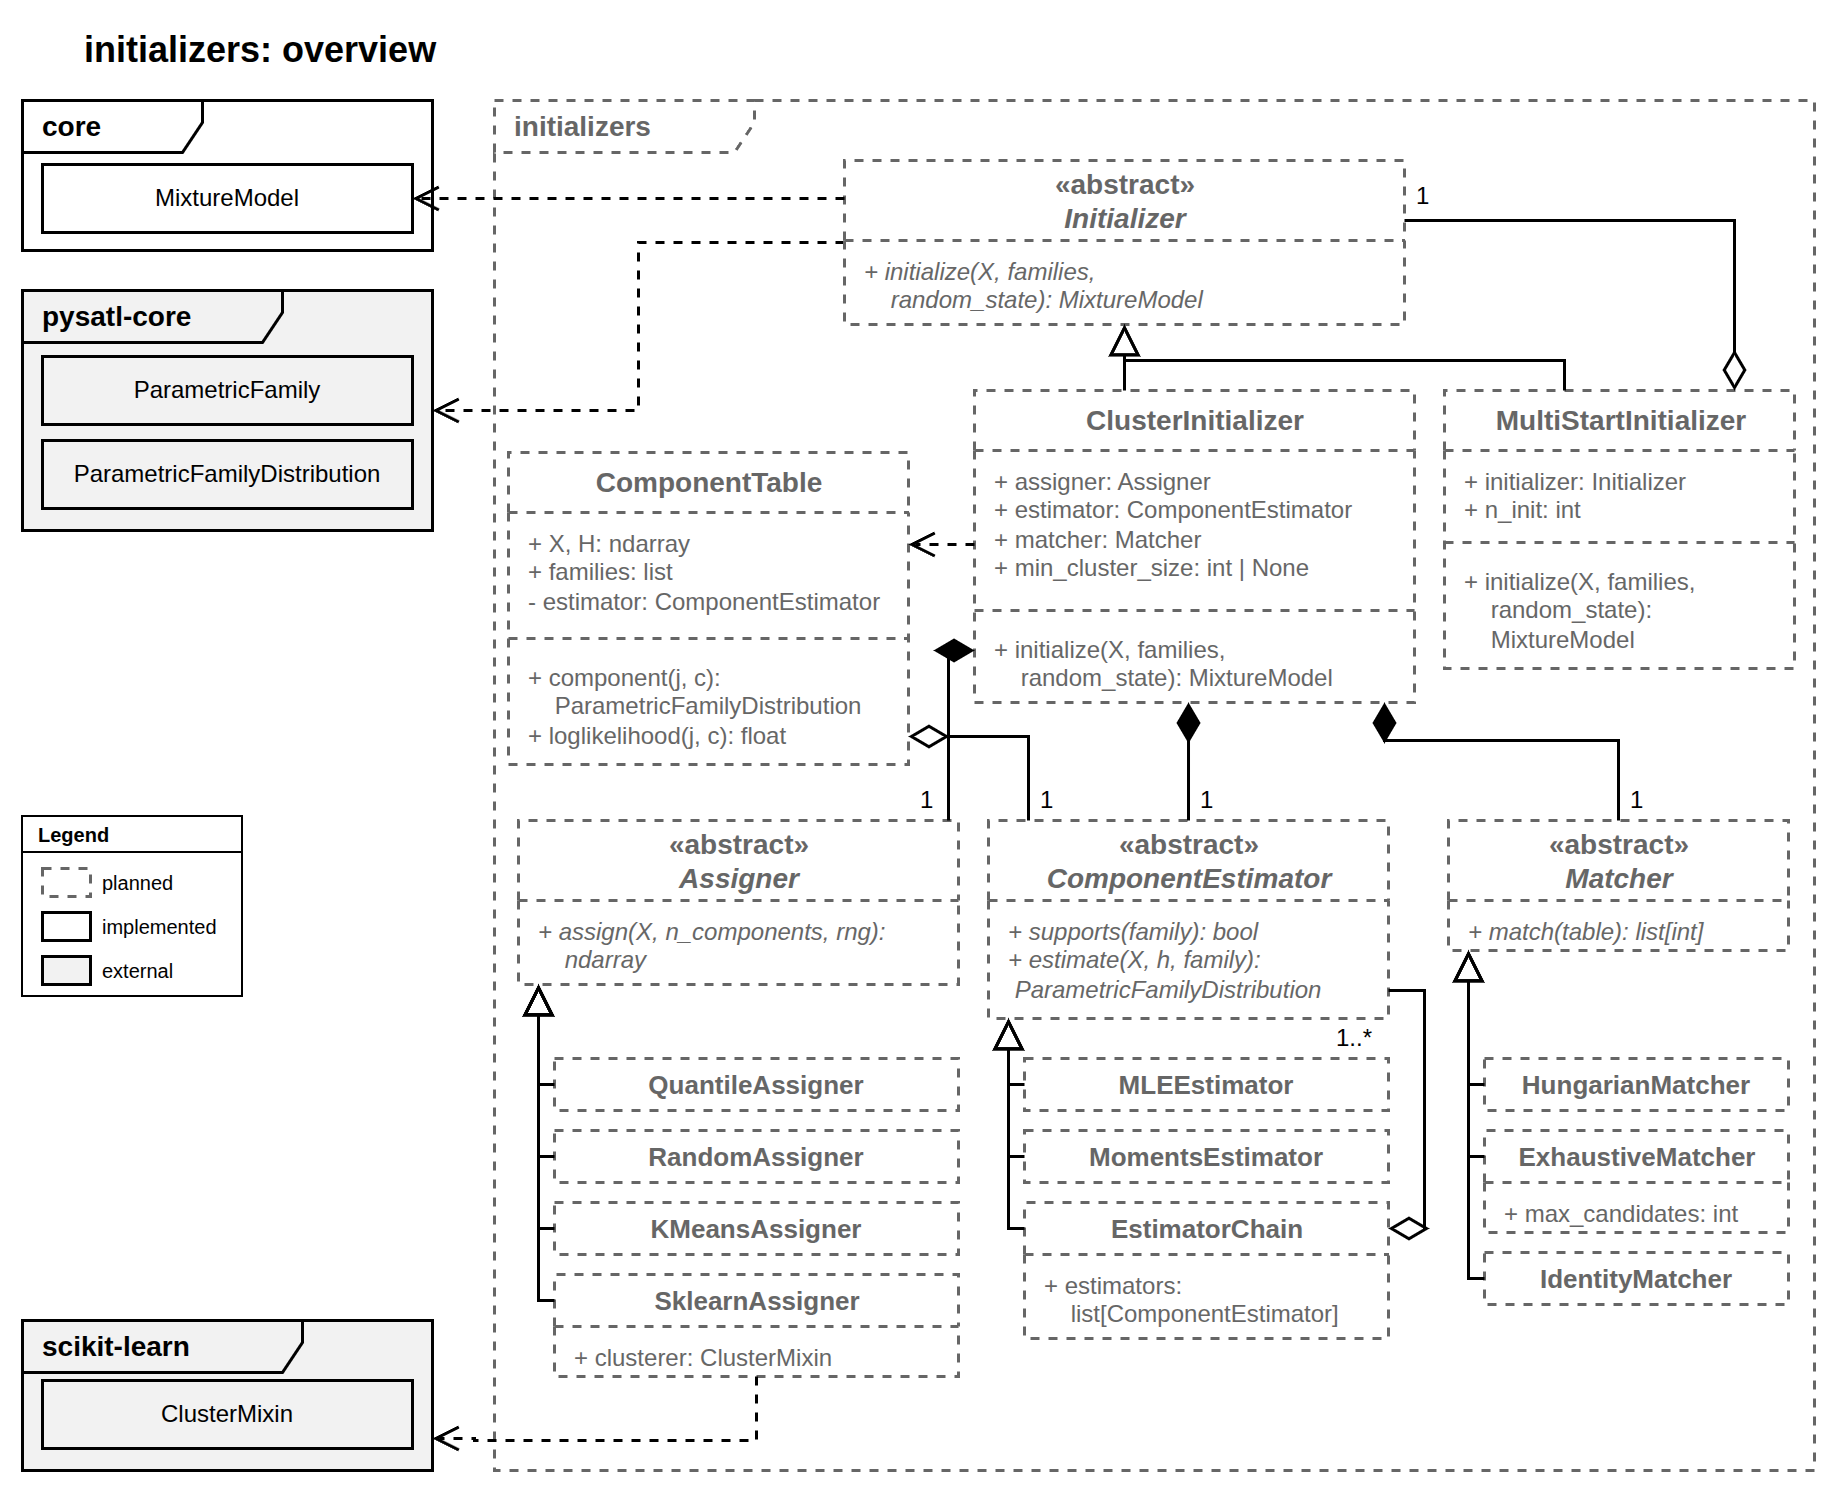 initializers: overview
core
MixtureModel
pysatl-core
ParametricFamily
ParametricFamilyDistribution
initializers
«abstract»
Initializer
+ initialize(X, families,
random_state): MixtureModel
1
ClusterInitializer
+ assigner: Assigner
+ estimator: ComponentEstimator
+ matcher: Matcher
+ min_cluster_size: int | None
+ initialize(X, families,
random_state): MixtureModel
MultiStartInitializer
+ initializer: Initializer
+ n_init: int
+ initialize(X, families,
random_state):
MixtureModel
ComponentTable
+ X, H: ndarray
+ families: list
- estimator: ComponentEstimator
+ component(j, c):
ParametricFamilyDistribution
+ loglikelihood(j, c): float
1
1
1
1
Legend
planned
implemented
external
«abstract»
Assigner
+ assign(X, n_components, rng):
ndarray
«abstract»
ComponentEstimator
+ supports(family): bool
+ estimate(X, h, family):
ParametricFamilyDistribution
1..*
«abstract»
Matcher
+ match(table): list[int]
QuantileAssigner
RandomAssigner
KMeansAssigner
SklearnAssigner
+ clusterer: ClusterMixin
MLEEstimator
MomentsEstimator
EstimatorChain
+ estimators:
list[ComponentEstimator]
HungarianMatcher
ExhaustiveMatcher
+ max_candidates: int
IdentityMatcher
scikit-learn
ClusterMixin